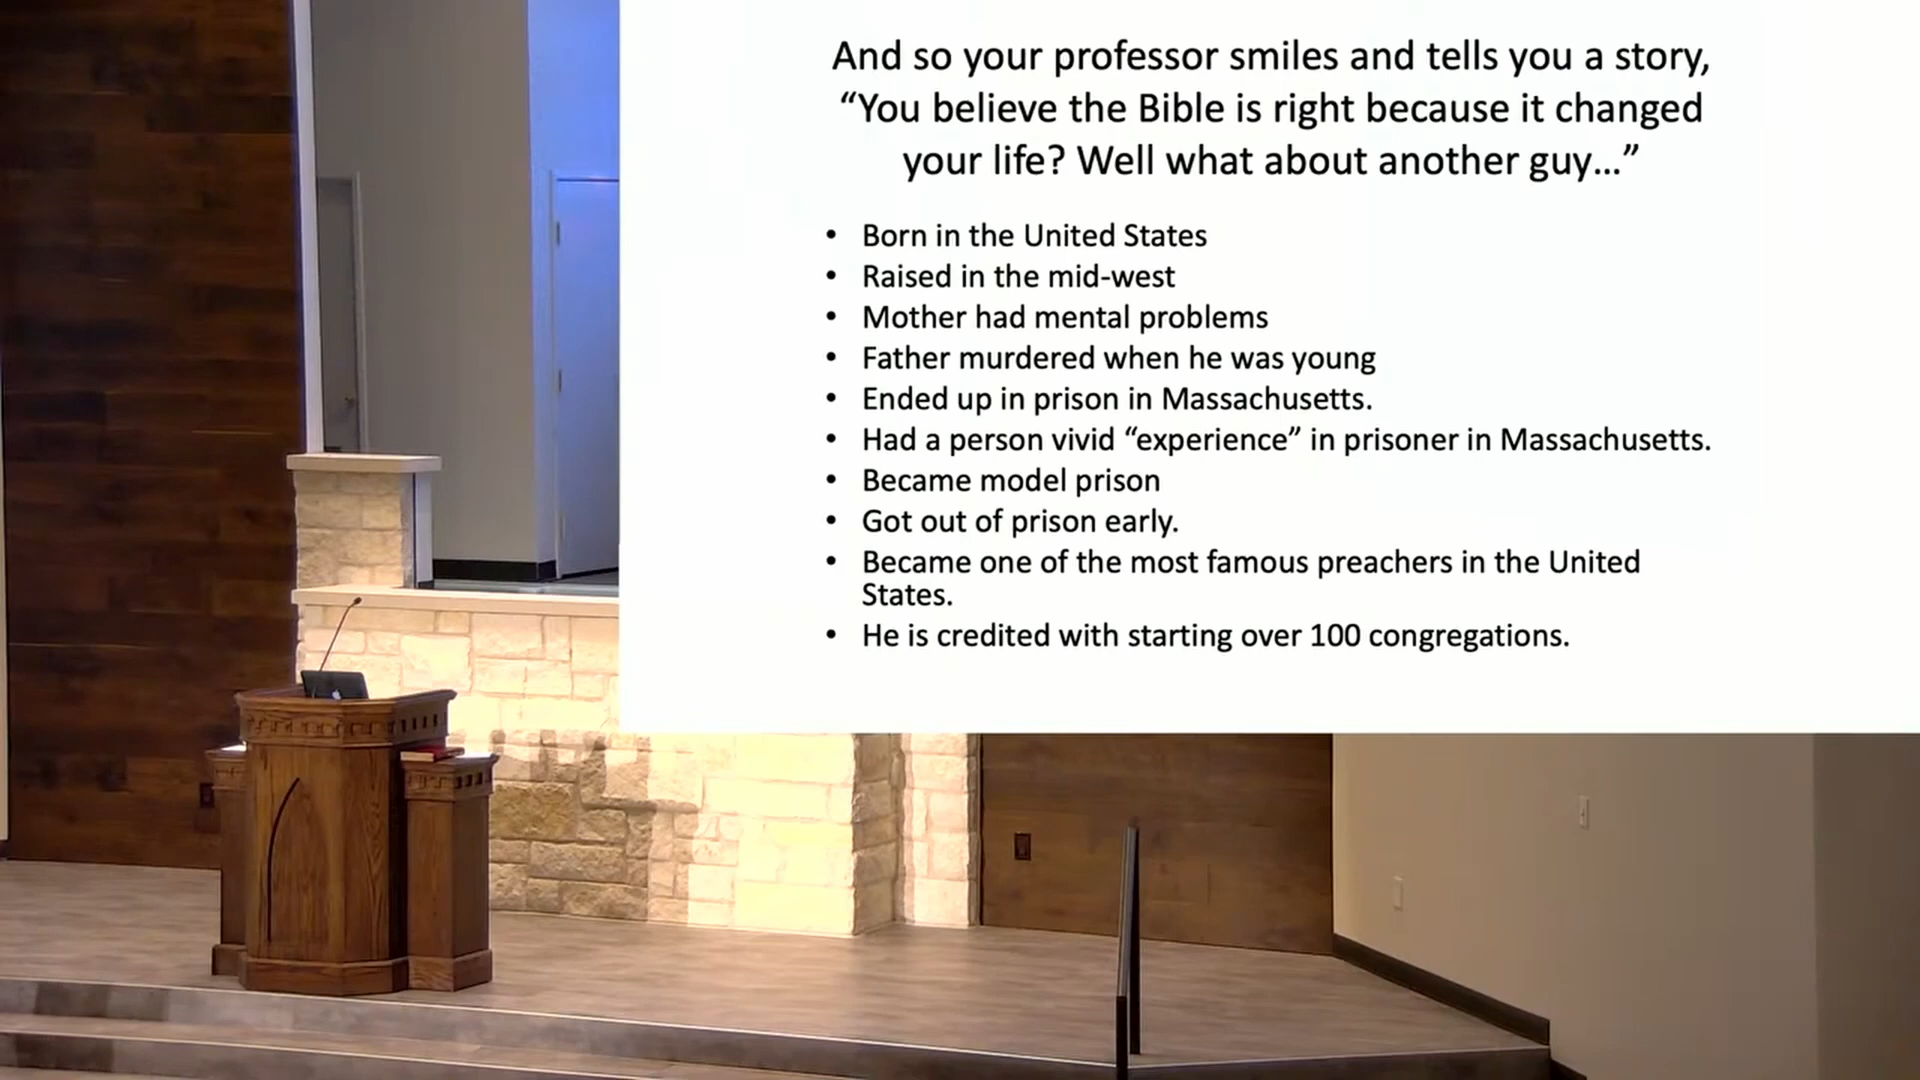 And so your professor smiles and tells you a story,
“You believe the Bible is right because it changed
your life? Well what about another guy…”
• Born in the United States
• Raised in the mid-west
• Mother had mental problems
• Father murdered when he was young
• Ended up in prison in Massachusetts.
• Had a person vivid “experience” in prisoner in Massachusetts.
• Became model prison
• Got out of prison early.
• Became one of the most famous preachers in the United
States.
• He is credited with starting over 100 congregations.